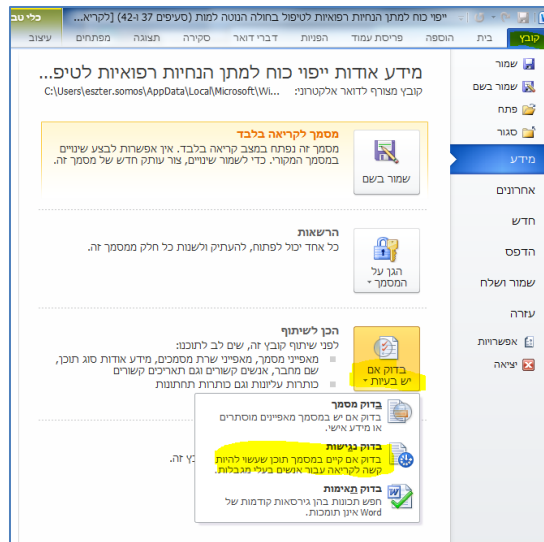 ייפוי כוח למתן הנחיות רפואיות לטיפול בחולה הנוטה למות (סעיפים 37 ו-42) [לקריא...
כלי טב
קובץ
בית
הוספה
פריסת עמוד
הפניות
דברי דואר
סקירה
תצוגה
מפתחים
עיצוב
שמור
שמור בשם
פתח
סגור
מידע
אחרונים
חדש
הדפס
שמור ושלח
עזרה
אפשרויות
יציאה
מידע אודות ייפוי כוח למתן הנחיות רפואיות לטיפ...
קובץ מצורף לדואר אלקטרוני: C:\Users\eszter.somos\AppData\Local\Microsoft\Wi...
מסמך לקריאה בלבד
מסמך זה נפתח במצב קריאה בלבד. אין אפשרות לבצע שינויים
במסמך המקורי. כדי לשמור שינויים, צור עותק חדש של מסמך זה.
שמור בשם
הרשאות
כל אחד יכול לפתוח, להעתיק ולשנות כל חלק ממסמך זה.
הגן על
המסמך
הכן לשיתוף
לפני שיתוף קובץ זה, שים לב לתוכנו:
מאפייני מסמך, מאפייני שרת מסמכים, מידע אודות סוג תוכן,
שם מחבר, אנשים קשורים וגם תאריכים קשורים
כותרות עליונות וגם כותרות תחתונות
בדוק אם
יש בעיות
בדוק מסמך
בדוק אם יש במסמך מאפיינים מוסתרים
או מידע אישי.
בדוק נגישות
בדוק אם קיים במסמך תוכן שעשוי להיות
קשה לקריאה עבור אנשים בעלי מגבלות.
בדוק תאימות
חפש תכונות בהן גירסאות קודמות של
Word אינן תומכות.
בץ זה.